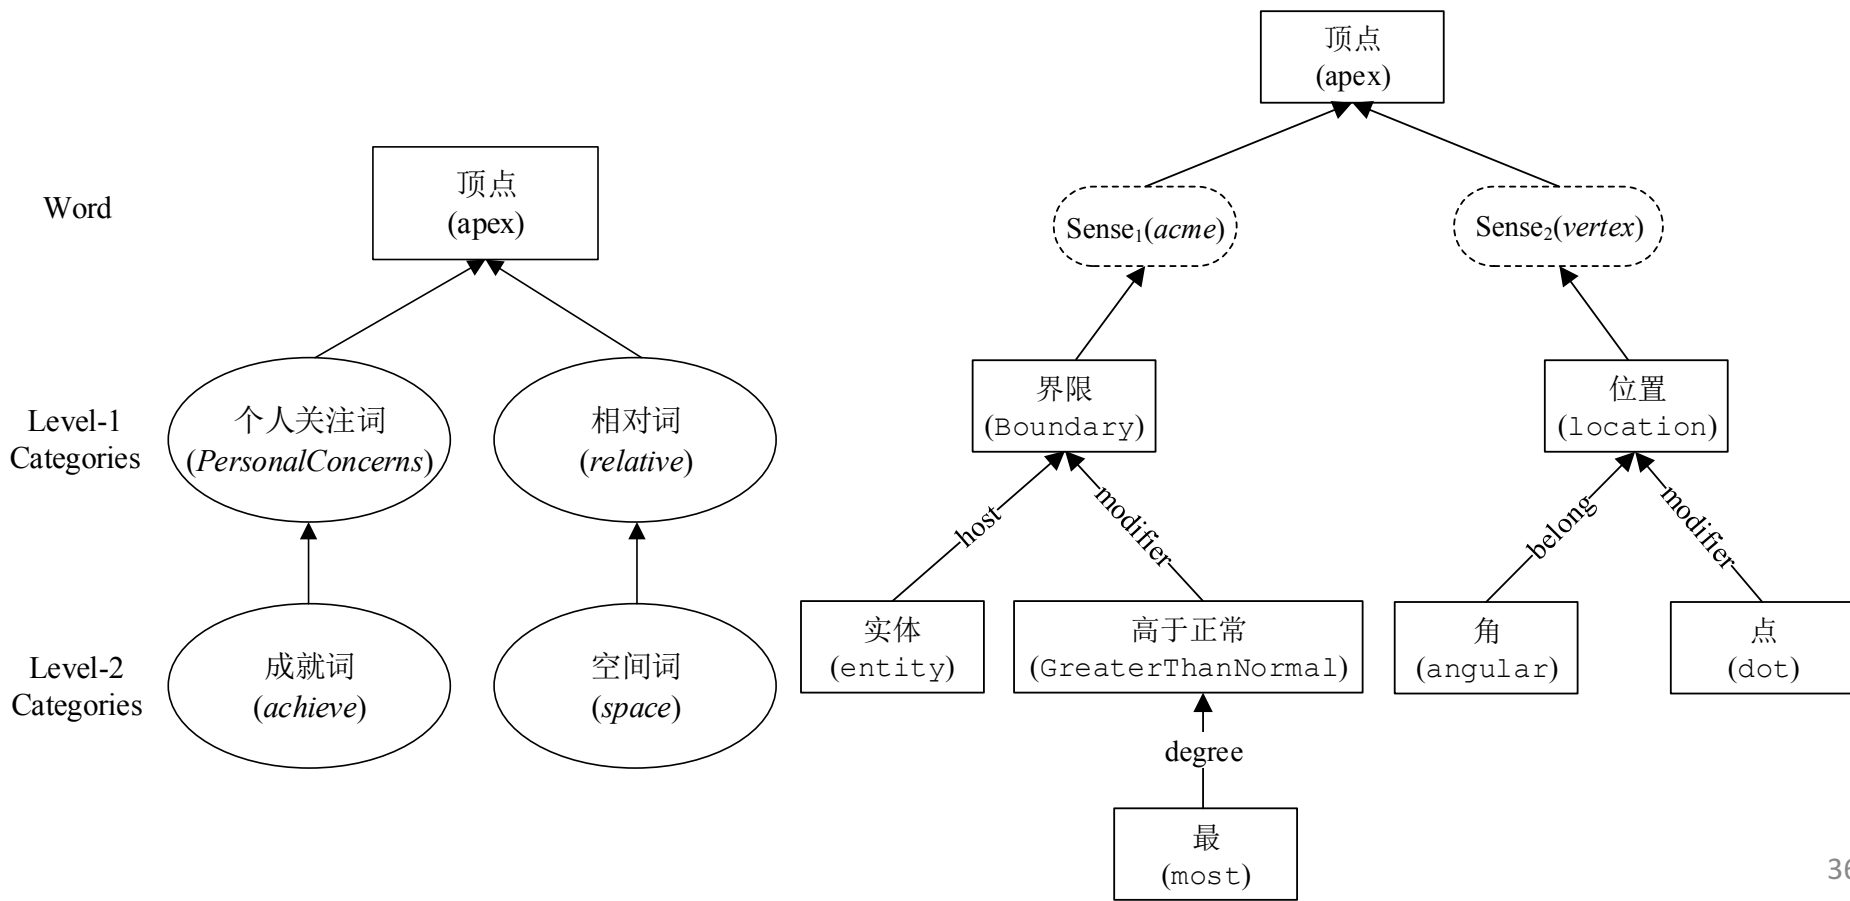 Word
顶点
(apex)
Level-1
Categories
个人关注词
(PersonalConcerns)
相对词
(relative)
Level-2
Categories
成就词
(achieve)
空间词
(space)
顶点
(apex)
Sense1(acme)
Sense2(vertex)
界限
(Boundary)
位置
(location)
host
modifier
belong
modifier
实体
(entity)
高于正常
(GreaterThanNormal)
角
(angular)
点
(dot)
degree
最
(most)
36